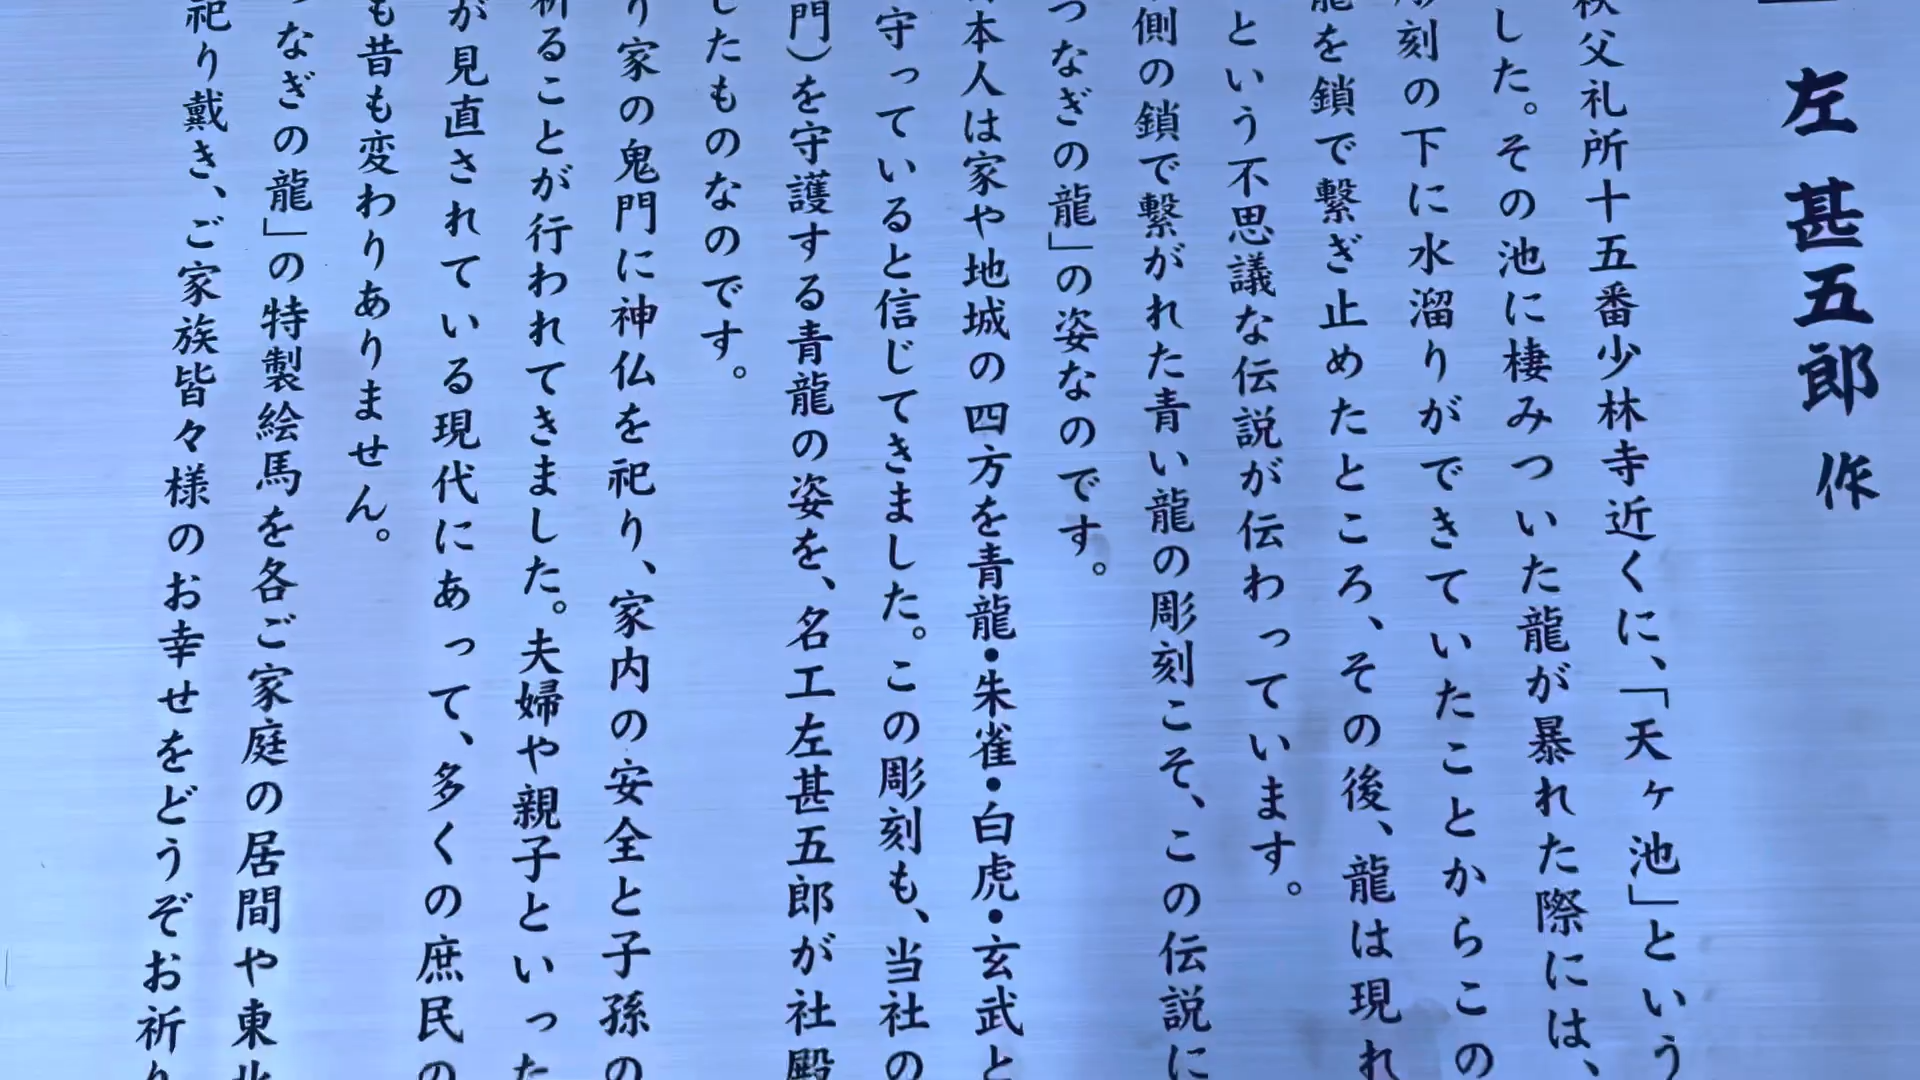 左 甚五郎 作
秩父礼所十五番少林寺近くに、「天ヶ池」という
した。その池に棲みついた龍が暴れた際には、
彫刻の下に水溜りができていたことからこの
龍を鎖で繋ぎ止めたところ、その後、龍は現れ
という不思議な伝説が伝わっています。
側の鎖で繋がれた青い龍の彫刻こそ、この伝説に
つなぎの龍」の姿なのです。
本人は家や地城の四方を青龍・朱雀・白虎・玄武と
守っていると信じてきました。この彫刻も、当社の
門)を守護する青龍の姿を、名工左甚五郎が社殿
したものなのです。
り家の鬼門に神仏を祀り、家内の安全と子孫の
祈ることが行われてきました。夫婦や親子といった
が見直されている現代にあって、多くの庶民の
も昔も変わりありません。
つなぎの龍」の特製絵馬を各ご家庭の居間や東北
祀り戴き、ご家族皆々様のお幸せをどうぞお祈り